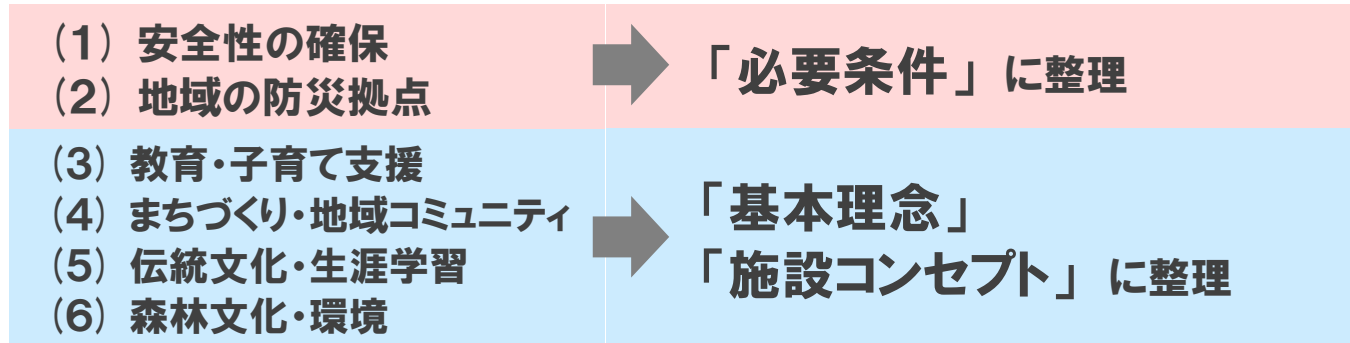 (1) 安全性の確保
(2) 地域の防災拠点
「必要条件」に整理
(3) 教育・子育て支援
(4) まちづくり・地域コミュニティ
(5) 伝統文化・生涯学習
(6) 森林文化・環境
「基本理念」
「施設コンセプト」に整理